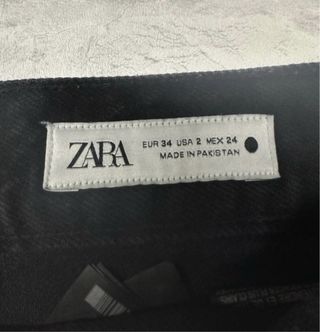 ZARA
EUR 34 USA 2 MEX 24
MADE IN PAKISTAN